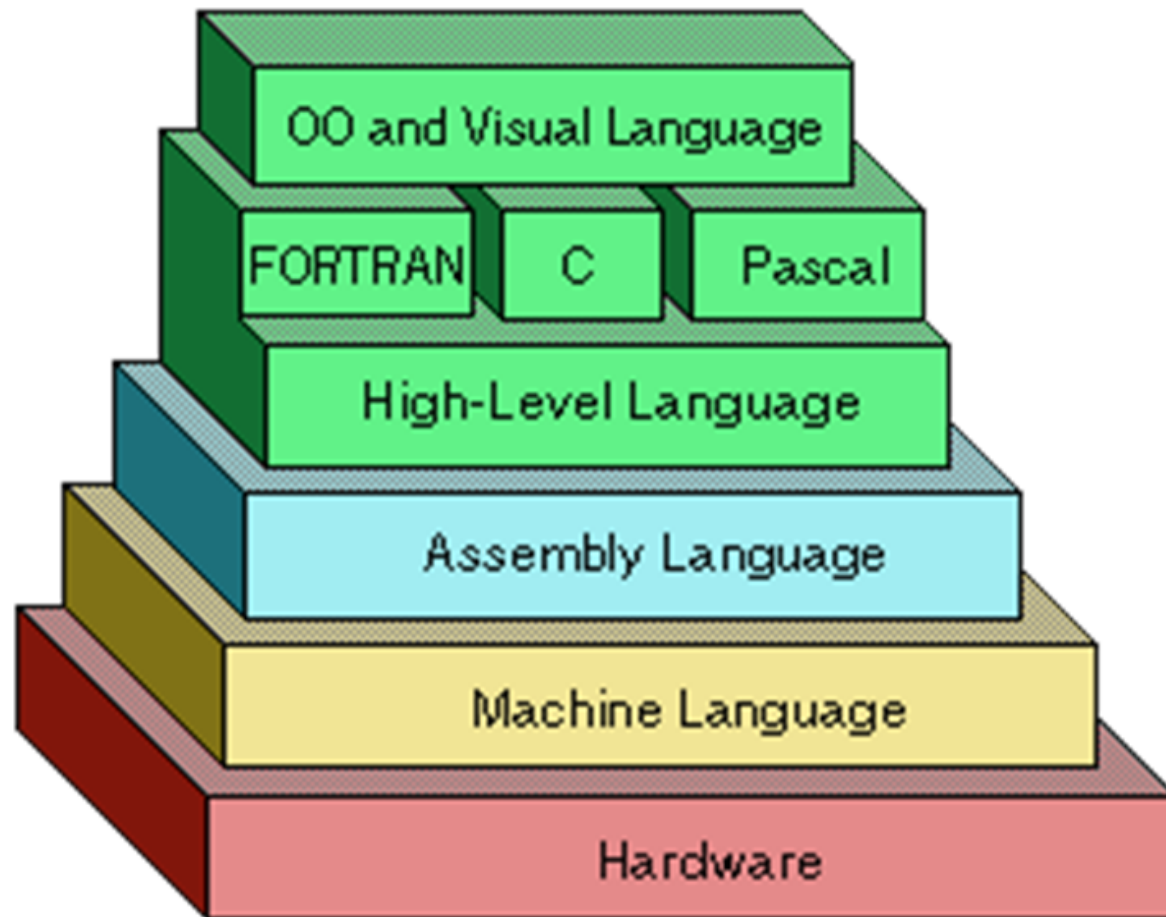 OO and Visual Language
FORTRAN C Pascal
High-Level Language
Assembly Language
Machine Language
Hardware